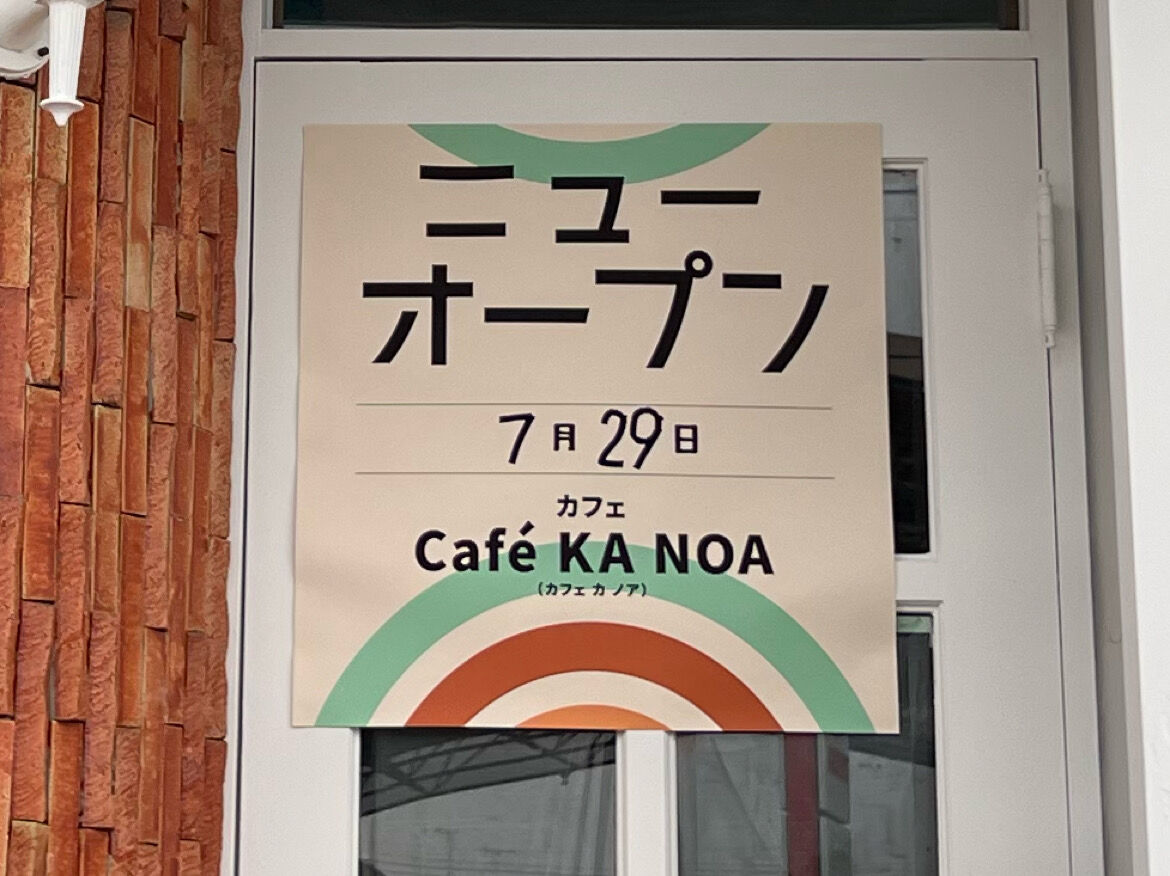 ニュー
オープン
7月29日
カフェ
Café KA NOA
(カフェ カ ノア)